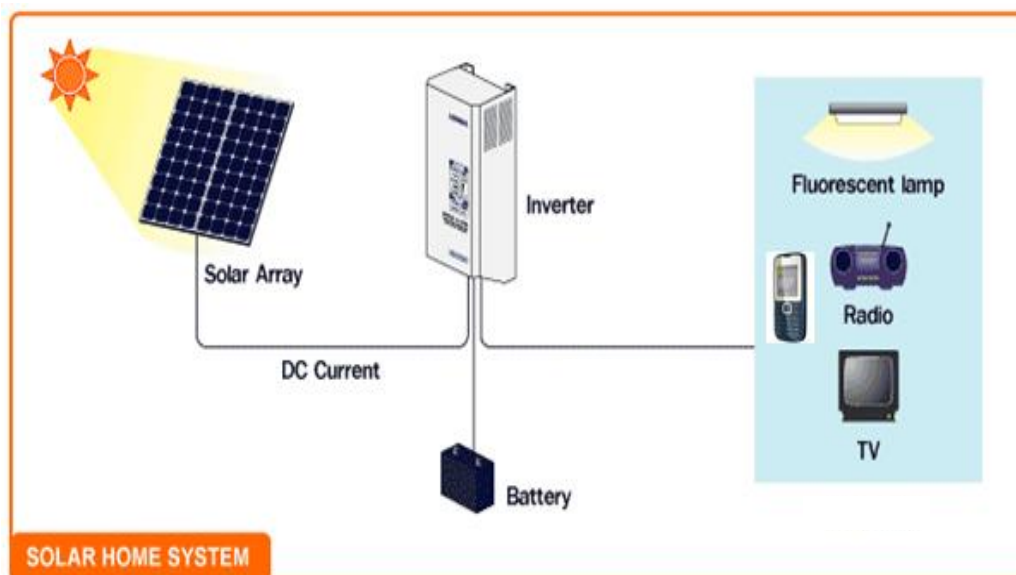 Fluorescent lamp
Inverter
Solar Array
Radio
DC Current
TV
Battery
SOLAR HOME SYSTEM